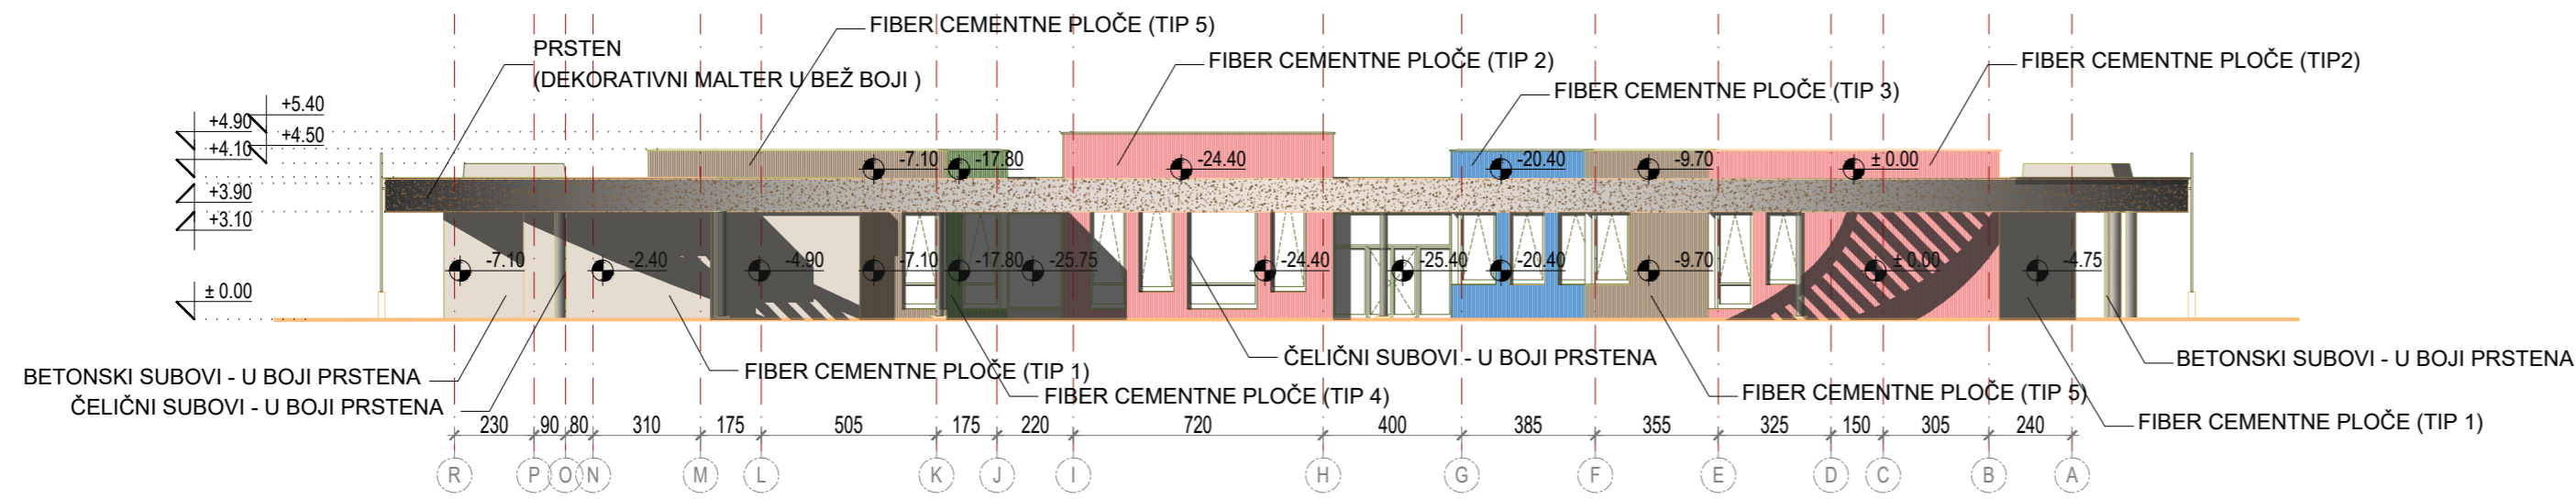 FIBER CEMENTNE PLOČE (TIP 5)
PRSTEN
(DEKORATIVNI MALTER U BEŽ BOJI )
FIBER CEMENTNE PLOČE (TIP 2)
FIBER CEMENTNE PLOČE (TIP 3)
FIBER CEMENTNE PLOČE (TIP2)
+5.40
+4.90
+4.50
+4.10
+3.90
+3.10
± 0.00
-7.10
-17.80
-24.40
-20.40
-9.70
± 0.00
-7.10
-2.40
-4.90
-7.10
-17.80
-25.75
-24.40
-25.40
-20.40
-9.70
± 0.00
-4.75
BETONSKI SUBOVI - U BOJI PRSTENA
ČELIČNI SUBOVI - U BOJI PRSTENA
FIBER CEMENTNE PLOČE (TIP 1)
FIBER CEMENTNE PLOČE (TIP 4)
ČELIČNI SUBOVI - U BOJI PRSTENA
FIBER CEMENTNE PLOČE (TIP 5)
BETONSKI SUBOVI - U BOJI PRSTENA
FIBER CEMENTNE PLOČE (TIP 1)
230 90 80 310 175 505 175 220 720 400 385 355 325 150 305 240
R P O N M L K J I H G F E D C B A